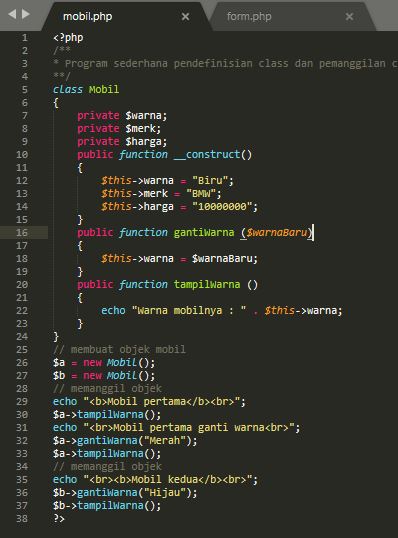 mobil.php × form.php ×
1 <?php
2 /**
3 * Program sederhana pendefinisian class dan pemanggilan c
4 **/
5 class Mobil
6 {
7 private $warna;
8 private $merk;
9 private $harga;
10 public function __construct()
11 {
12 $this->warna = "Biru";
13 $this->merk = "BMW";
14 $this->harga = "10000000";
15 }
16 public function gantiWarna ($warnaBaru)
17 {
18 $this->warna = $warnaBaru;
19 }
20 public function tampilWarna ()
21 {
22 echo "Warna mobilnya : " . $this->warna;
23 }
24 }
25 // membuat objek mobil
26 $a = new Mobil();
27 $b = new Mobil();
28 // memanggil objek
29 echo "<b>Mobil pertama</b><br>";
30 $a->tampilWarna();
31 echo "<br>Mobil pertama ganti warna<br>";
32 $a->gantiWarna("Merah");
33 $a->tampilWarna();
34 // memanggil objek
35 echo "<br><b>Mobil kedua</b><br>";
36 $b->gantiWarna("Hijau");
37 $b->tampilWarna();
38 ?>